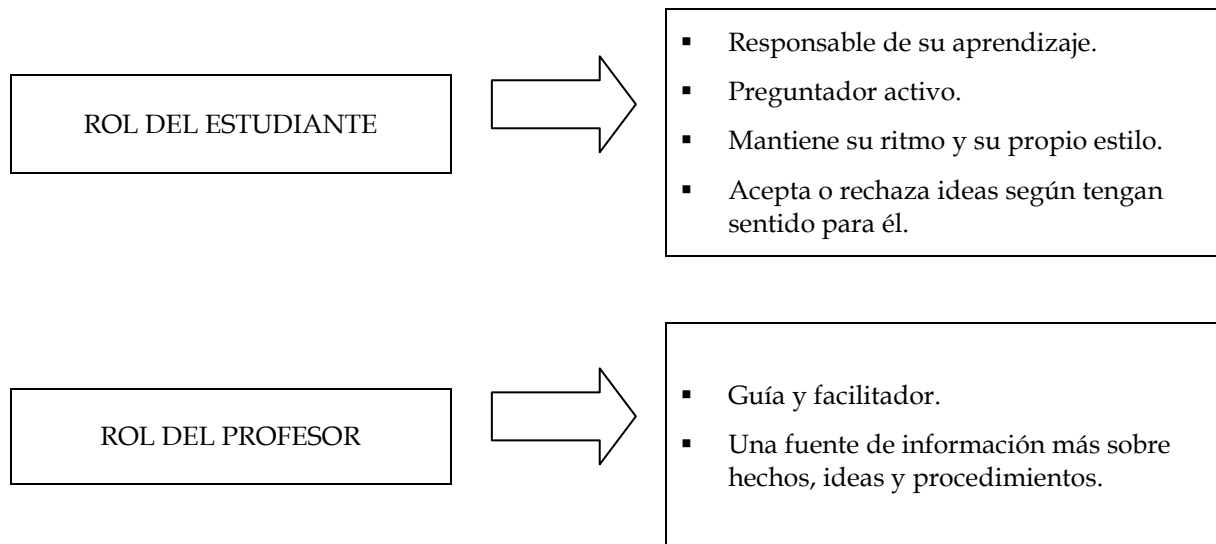 ROL DEL ESTUDIANTE
▪ Responsable de su aprendizaje.
▪ Preguntador activo.
▪ Mantiene su ritmo y su propio estilo.
▪ Acepta o rechaza ideas según tengan
sentido para él.
ROL DEL PROFESOR
▪ Guía y facilitador.
▪ Una fuente de información más sobre
hechos, ideas y procedimientos.